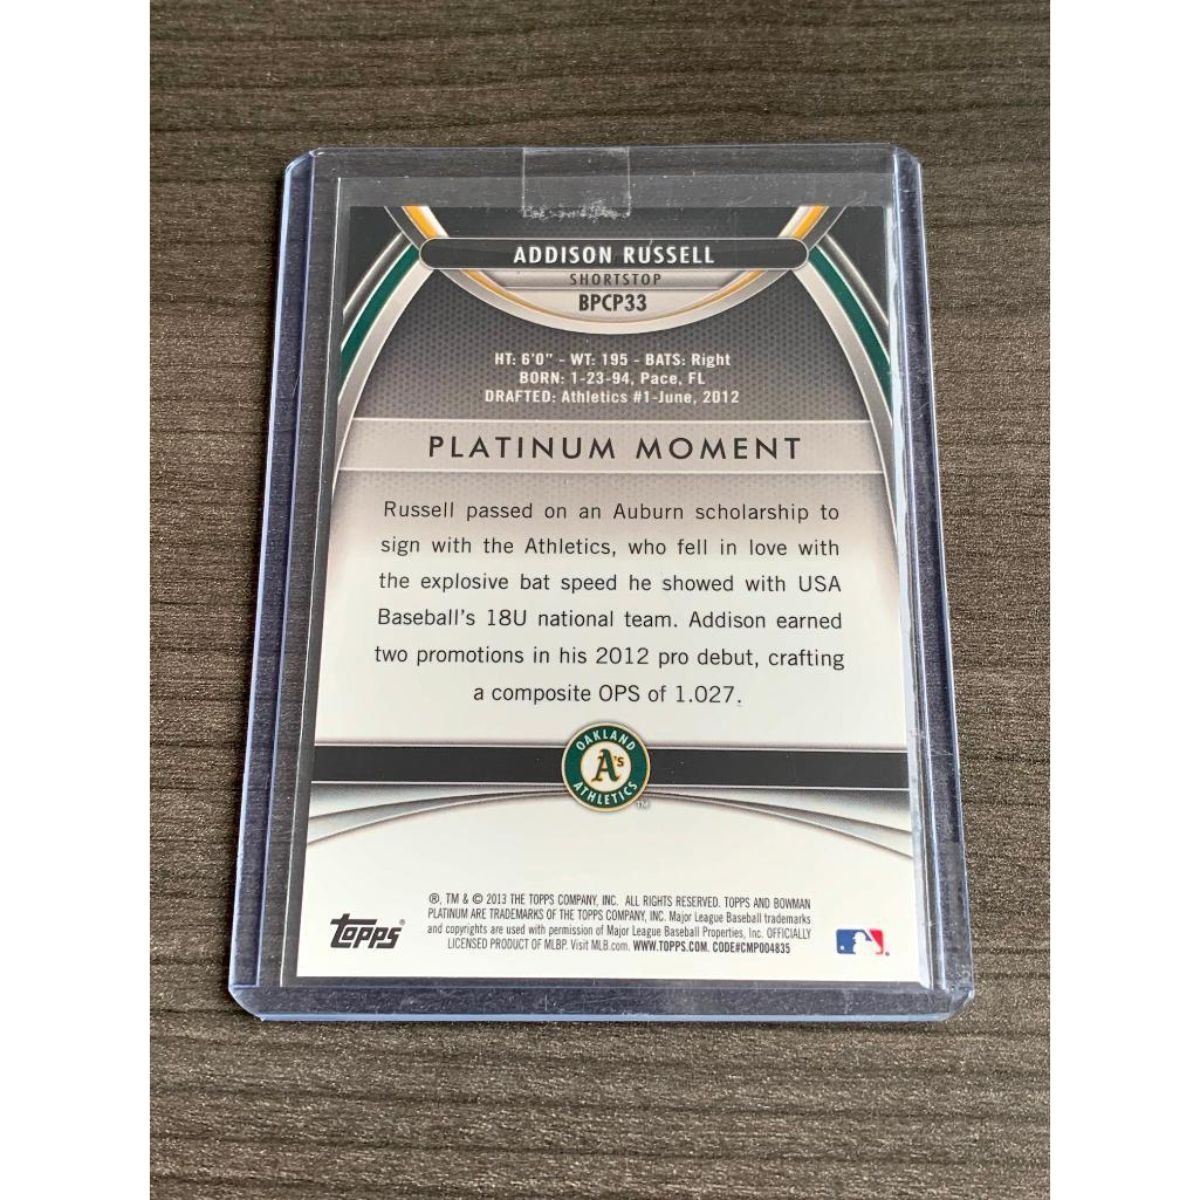 ADDISON RUSSELL
SHORTSTOP
BPCP33
HT: 6'0" - WT: 195 - BATS: Right
BORN: 1-23-94, Pace, FL
DRAFTED: Athletics #1-June, 2012
PLATINUM MOMENT
Russell passed on an Auburn scholarship to
sign with the Athletics, who fell in love with
the explosive bat speed he showed with USA
Baseball's 18U national team. Addison earned
two promotions in his 2012 pro debut, crafting
a composite OPS of 1.027.
OAKLAND
A's
ATHLETICS
TM
®, TM & © 2013 THE TOPPS COMPANY, INC. ALL RIGHTS RESERVED. TOPPS AND BOWMAN
PLATINUM ARE TRADEMARKS OF THE TOPPS COMPANY, INC. Major League Baseball trademarks
and copyrights are used with permission of Major League Baseball Properties, Inc. OFFICIALLY
LICENSED PRODUCT OF MLBP. Visit MLB.com. WWW.TOPPS.COM. CODE#CMP004835
topps®